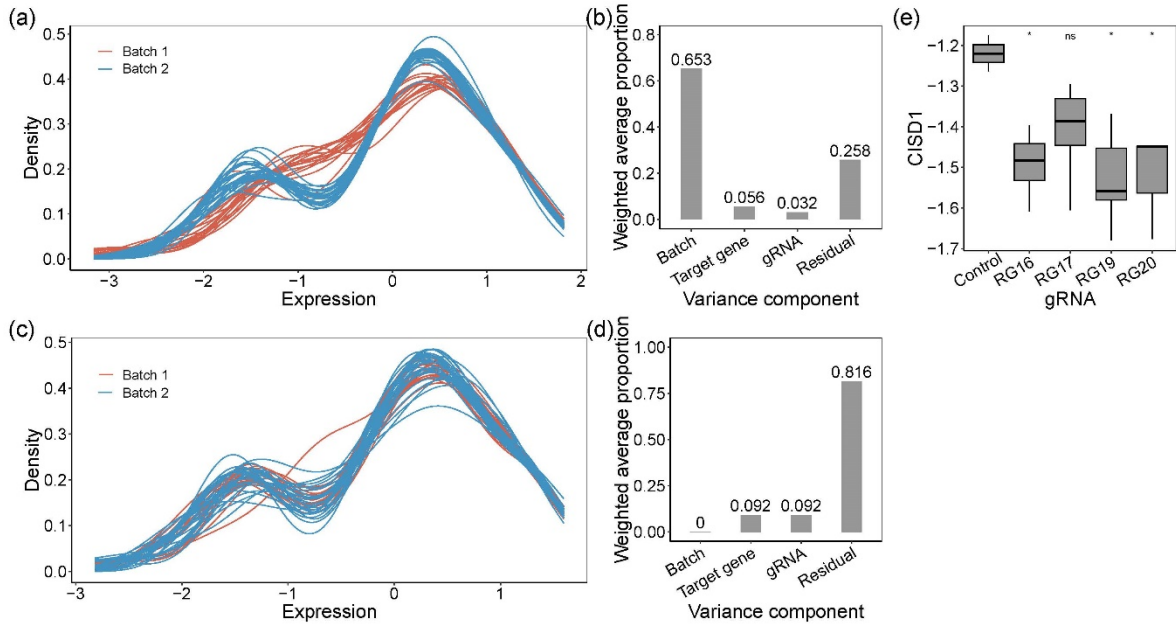 (a)
0.5
0.4
0.3
0.2
0.1
0.0
Density
Batch 1
Batch 2
−3
−2
−1
0
1
2
Expression
(b)
0.8
0.6
0.4
0.2
0.0
Weighted average proportion
0.653
0.056
0.032
0.258
Batch
Target gene
gRNA
Residual
Variance component
(e)
−1.2
−1.3
−1.4
−1.5
−1.6
−1.7
CISD1
*
ns
*
*
Control
RG16
RG17
RG19
RG20
gRNA
(c)
0.5
0.4
0.3
0.2
0.1
0.0
Density
Batch 1
Batch 2
−3
−2
−1
0
1
Expression
(d)
1.00
0.75
0.50
0.25
0.00
Weighted average proportion
0
0.092
0.092
0.816
Batch
Target gene
gRNA
Residual
Variance component